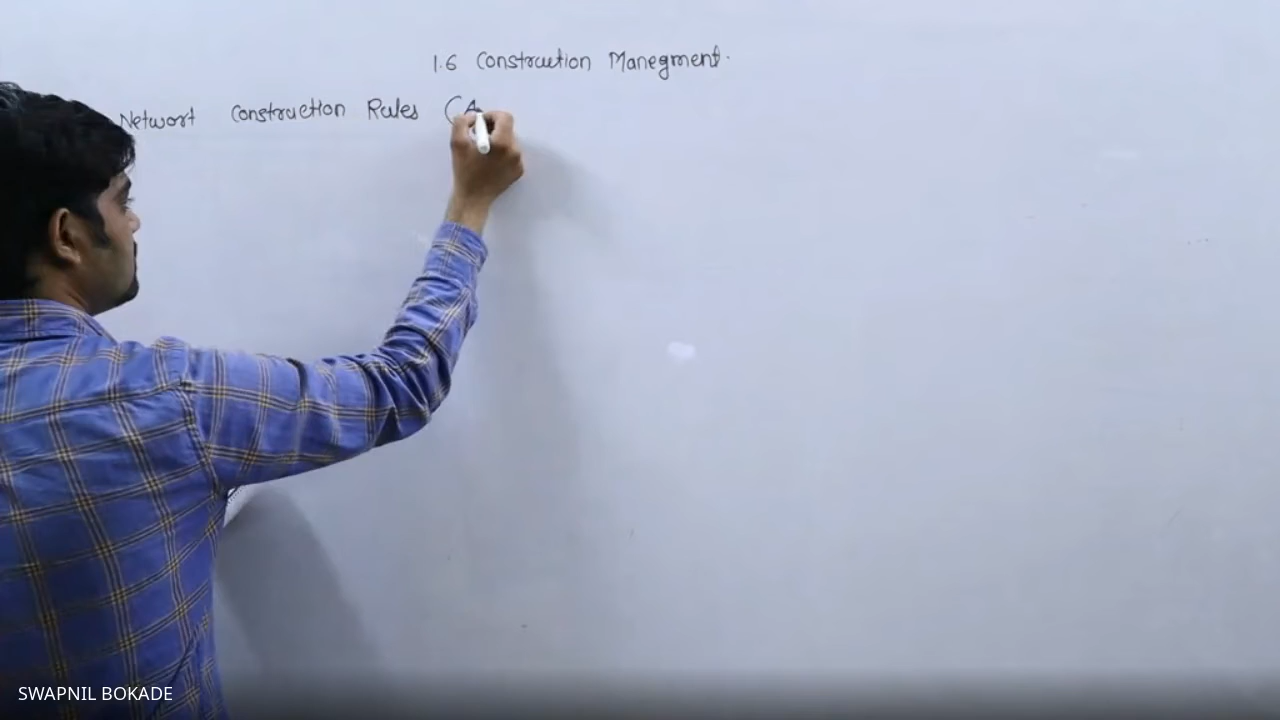 1.6 Construction Manegment.
Network Construction Rules (A
SWAPNIL BOKADE